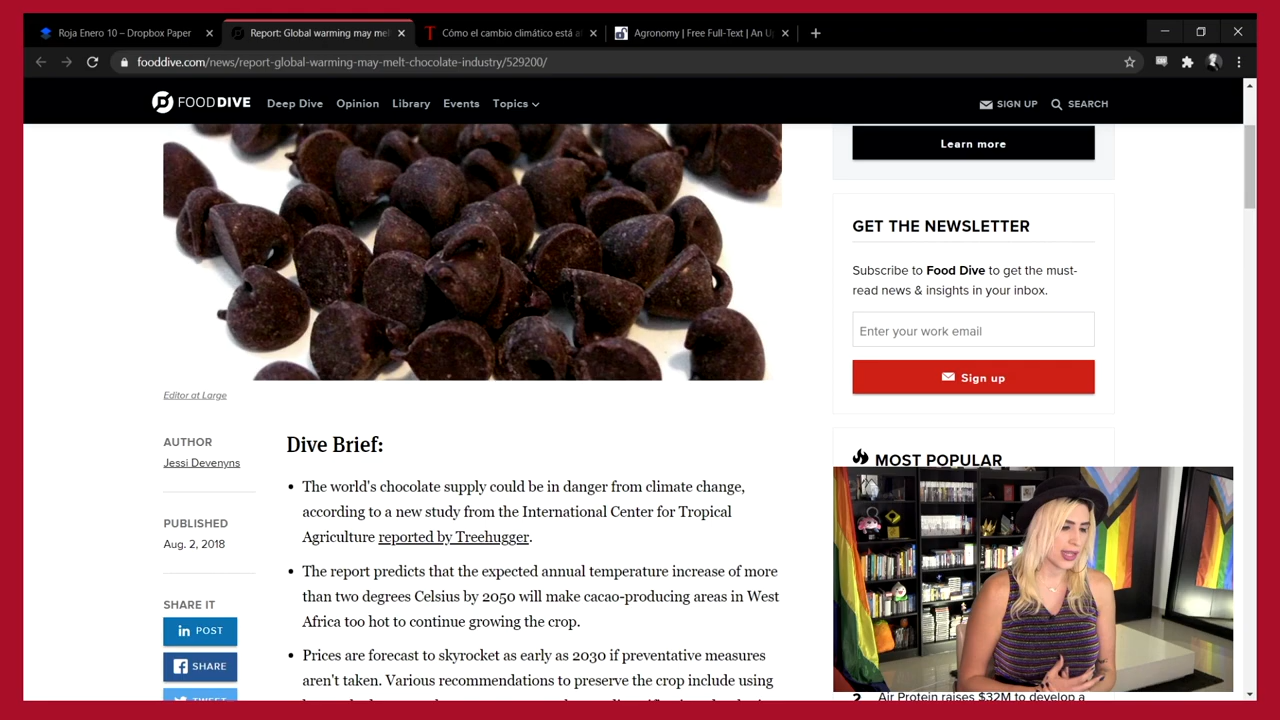 Roja Enero 10 – Dropbox Paper
Report: Global warming may mel
Cómo el cambio climático está a
Agronomy | Free Full-Text | An U
fooddive.com/news/report-global-warming-may-melt-chocolate-industry/529200/
FOODDIVE
Deep Dive
Opinion
Library
Events
Topics
SIGN UP
SEARCH
Learn more
GET THE NEWSLETTER
Subscribe to Food Dive to get the must-
read news & insights in your inbox.
Enter your work email
Sign up
Editor at Large
AUTHOR
Jessi Devenyns
PUBLISHED
Aug. 2, 2018
SHARE IT
POST
SHARE
TWEET
Dive Brief:
• The world's chocolate supply could be in danger from climate change,
according to a new study from the International Center for Tropical
Agriculture reported by Treehugger.
• The report predicts that the expected annual temperature increase of more
than two degrees Celsius by 2050 will make cacao-producing areas in West
Africa too hot to continue growing the crop.
• Prices are forecast to skyrocket as early as 2030 if preventative measures
aren't taken. Various recommendations to preserve the crop include using
MOST POPULAR
2 Air Protein raises $32M to develop a